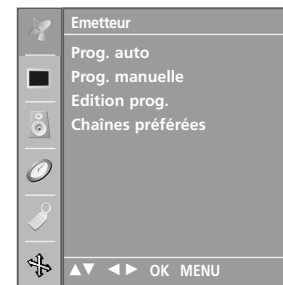 Emetteur
Prog. auto
Prog. manuelle
Edition prog.
Chaînes préférées
▲▼ ◄► OK MENU